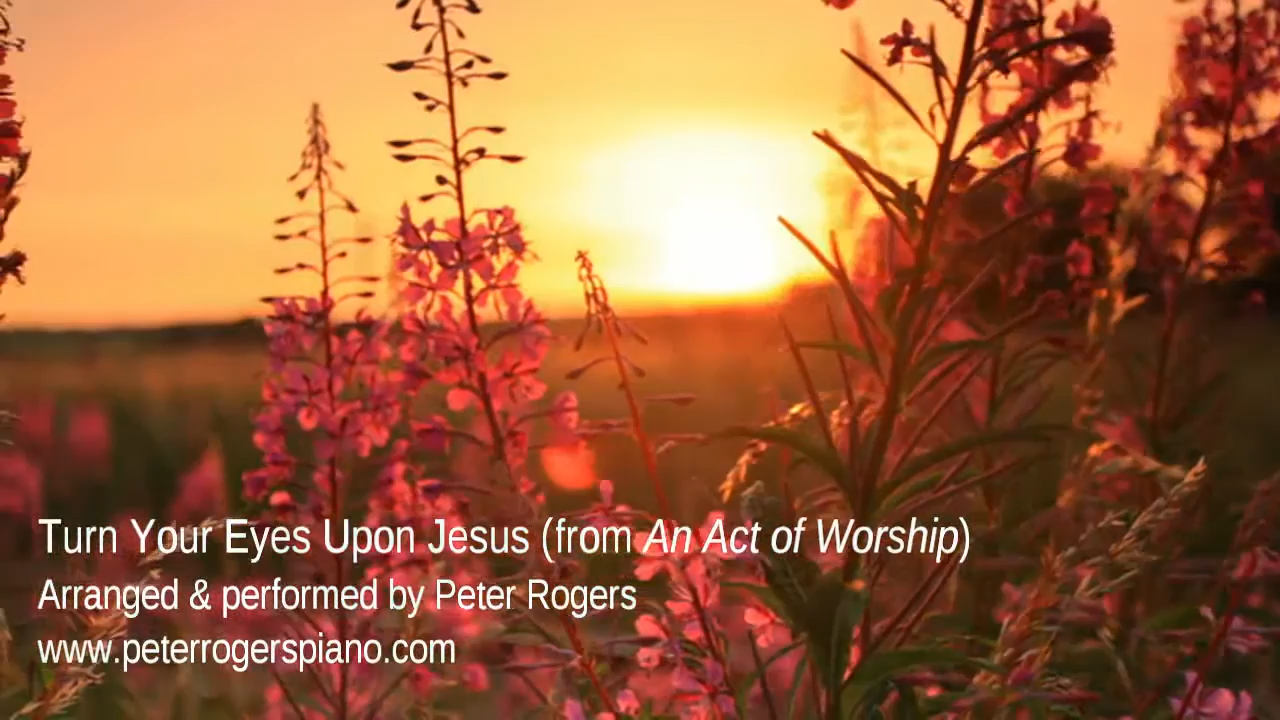 Turn Your Eyes Upon Jesus (from An Act of Worship)
Arranged & performed by Peter Rogers
www.peterrogerspiano.com